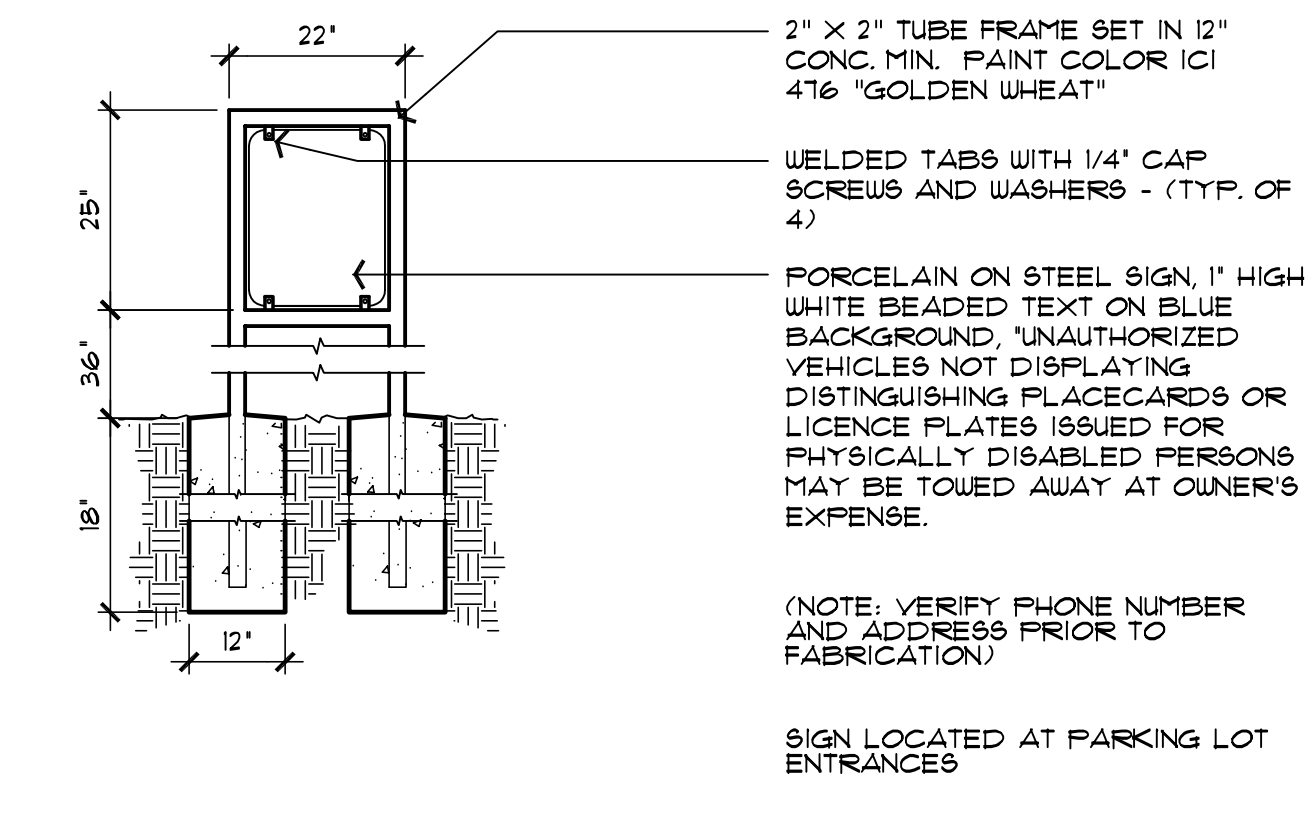 22"
2" X 2" TUBE FRAME SET IN 12"
CONC. MIN.  PAINT COLOR ICI
476 "GOLDEN WHEAT"
WELDED TABS WITH 1/4" CAP
SCREWS AND WASHERS - (TYP. OF
4)
25"
PORCELAIN ON STEEL SIGN, 1" HIGH
WHITE BEADED TEXT ON BLUE
BACKGROUND, "UNAUTHORIZED
VEHICLES NOT DISPLAYING
DISTINGUISHING PLACECARDS OR
LICENCE PLATES ISSUED FOR
PHYSICALLY DISABLED PERSONS
MAY BE TOWED AWAY AT OWNER'S
EXPENSE.
36"
18"
12"
(NOTE: VERIFY PHONE NUMBER
AND ADDRESS PRIOR TO
FABRICATION)
SIGN LOCATED AT PARKING LOT
ENTRANCES